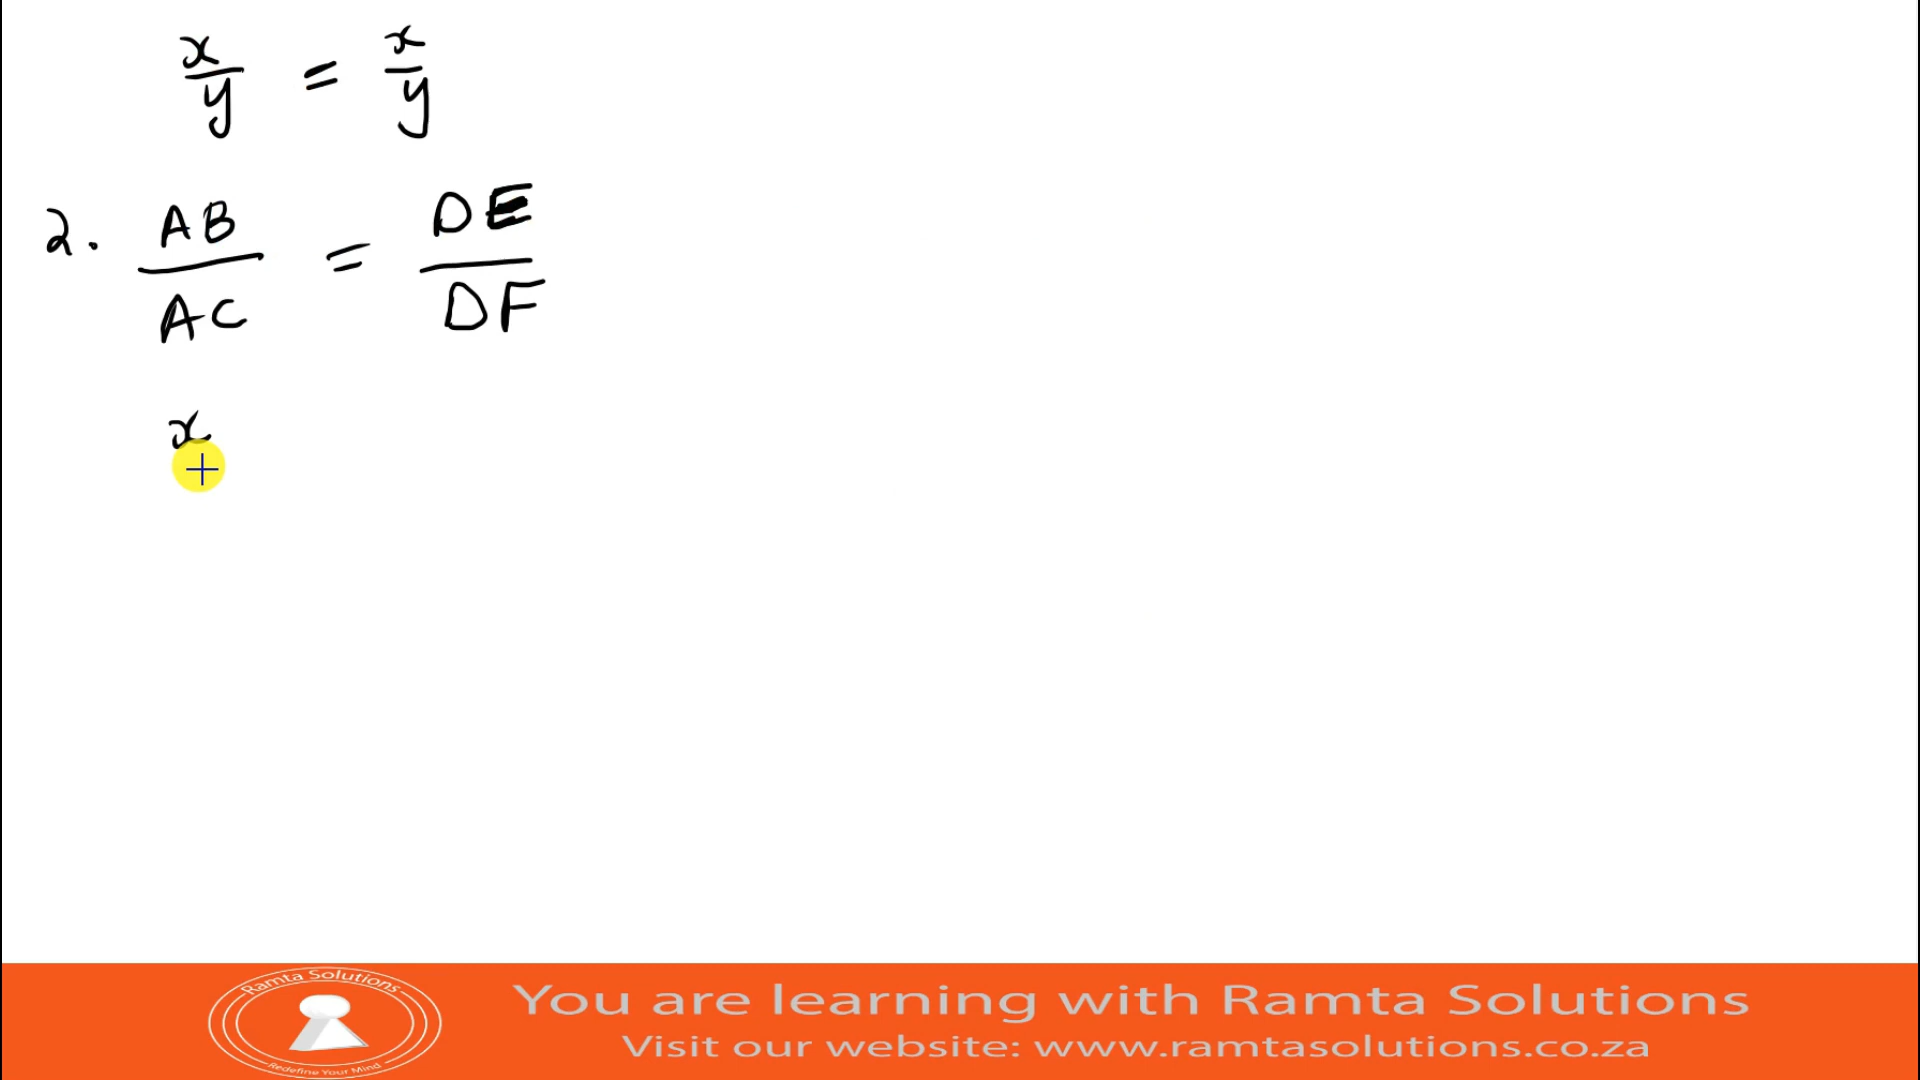 x/y = x/y
2. AB/AC = DE/DF
x
Ramta Solutions
Redefine Your Mind
You are learning with Ramta Solutions
Visit our website: www.ramtasolutions.co.za